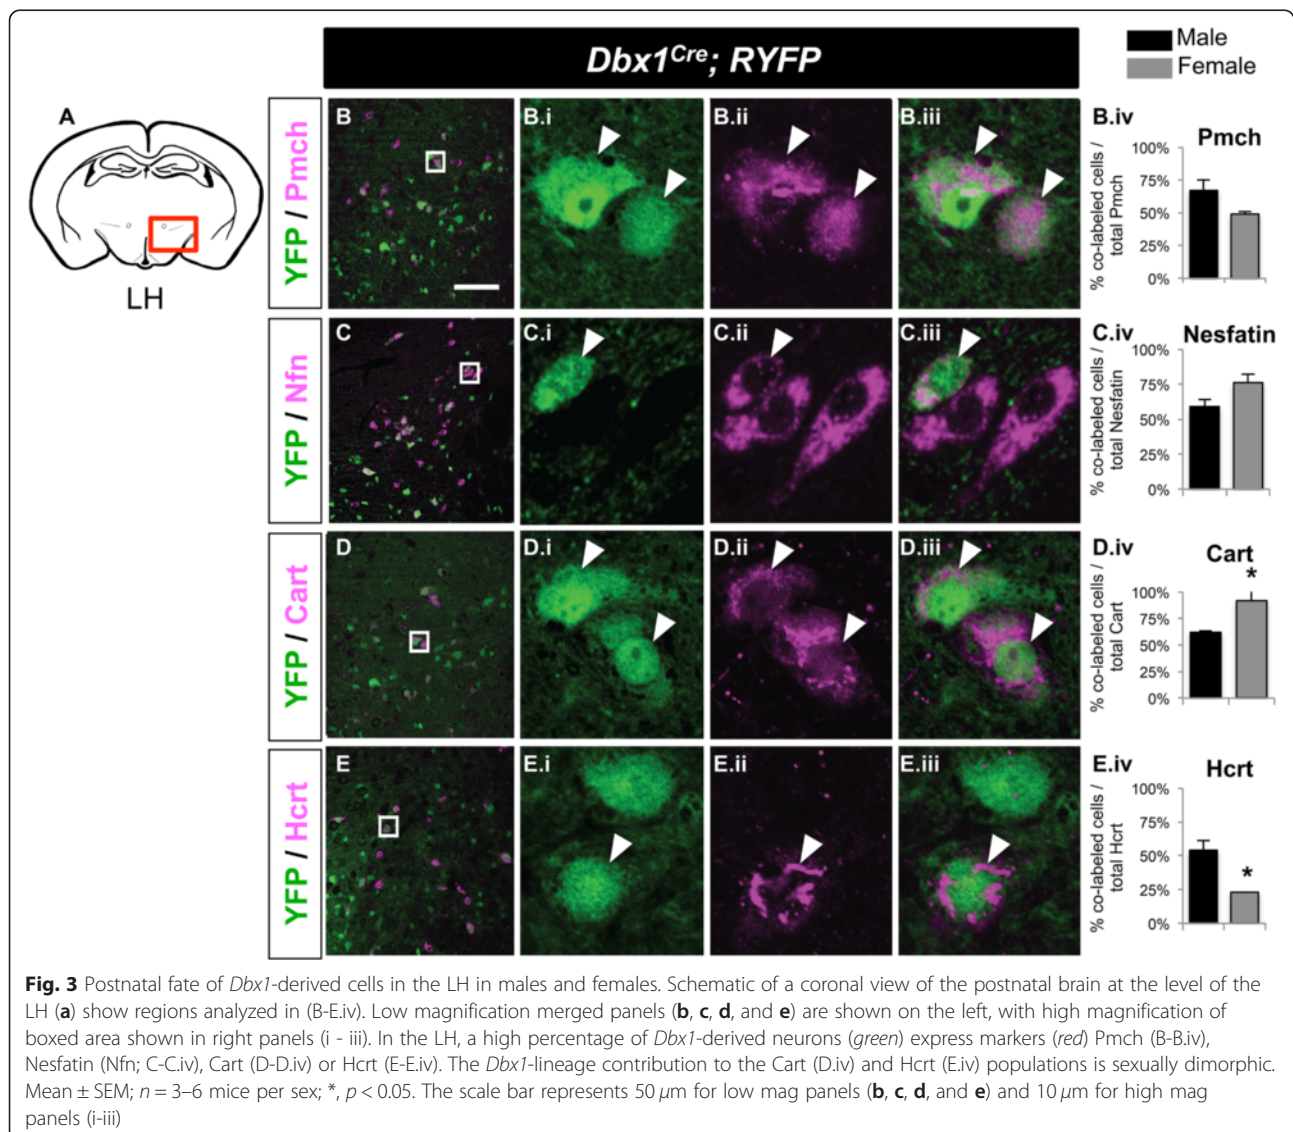 Dbx1Cre; RYFP
Male
Female
A
LH
YFP / Pmch
B
B.i
B.ii
B.iii
B.iv
Pmch
% co-labeled cells /
total Pmch
100%
75%
50%
25%
0%
YFP / Nfn
C
C.i
C.ii
C.iii
C.iv
Nesfatin
% co-labeled cells /
total Nesfatin
100%
75%
50%
25%
0%
YFP / Cart
D
D.i
D.ii
D.iii
D.iv
Cart
*
% co-labeled cells /
total Cart
100%
75%
50%
25%
0%
YFP / Hcrt
E
E.i
E.ii
E.iii
E.iv
Hcrt
*
% co-labeled cells /
total Hcrt
100%
75%
50%
25%
0%
Fig. 3 Postnatal fate of Dbx1-derived cells in the LH in males and females. Schematic of a coronal view of the postnatal brain at the level of the
LH (a) show regions analyzed in (B-E.iv). Low magnification merged panels (b, c, d, and e) are shown on the left, with high magnification of
boxed area shown in right panels (i - iii). In the LH, a high percentage of Dbx1-derived neurons (green) express markers (red) Pmch (B-B.iv),
Nesfatin (Nfn; C-C.iv), Cart (D-D.iv) or Hcrt (E-E.iv). The Dbx1-lineage contribution to the Cart (D.iv) and Hcrt (E.iv) populations is sexually dimorphic.
Mean ± SEM; n = 3–6 mice per sex; *, p < 0.05. The scale bar represents 50 μm for low mag panels (b, c, d, and e) and 10 μm for high mag
panels (i-iii)